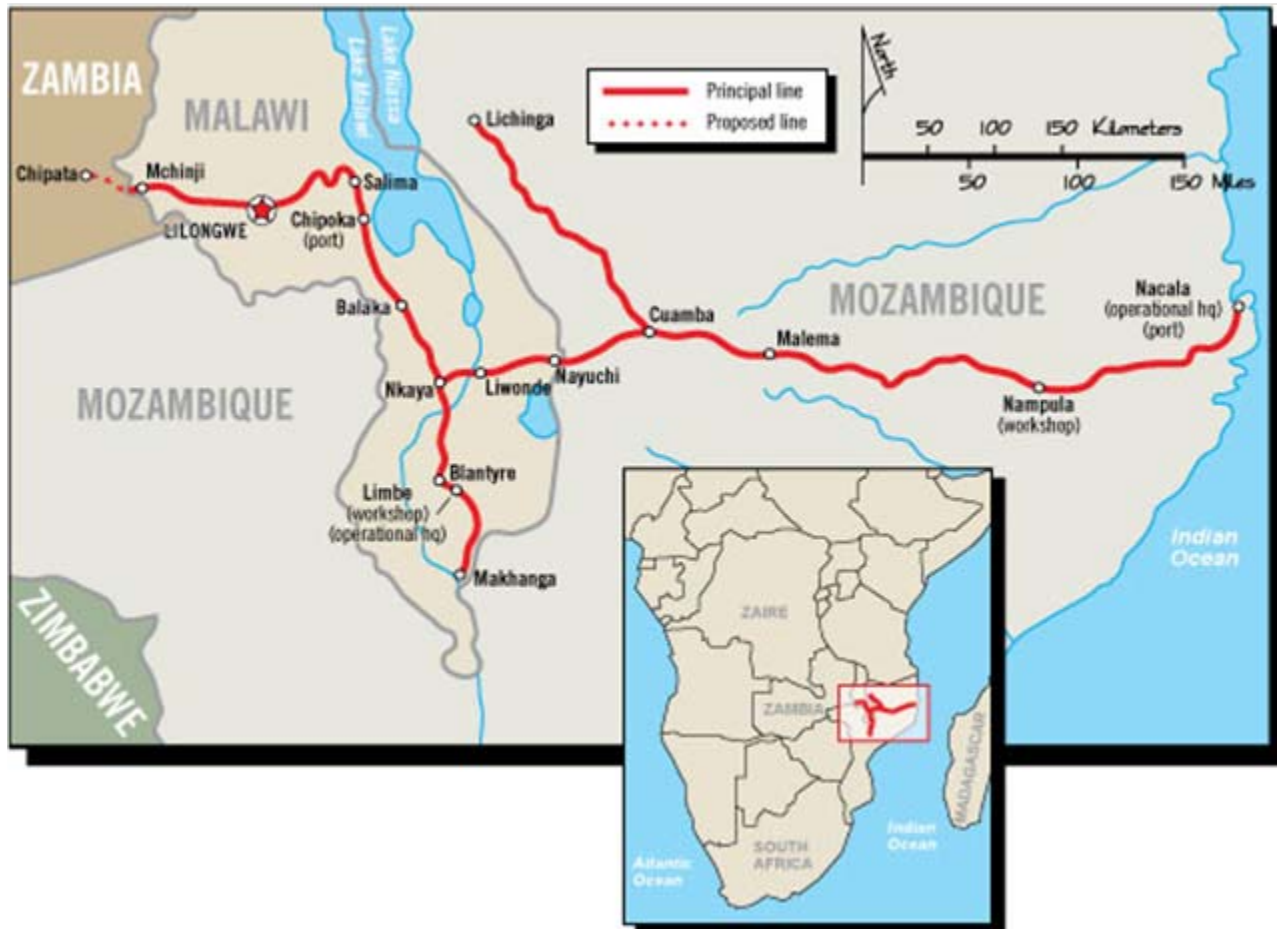 ZAMBIA
MALAWI
Lake Niassa
Lake Malawi
Lichinga
Principal line
Proposed line
North
50 100 150 Kilometers
50 100 150 Miles
Chipata
Mchinji
Salima
LILONGWE
Chipoka
(port)
Balaka
Cuamba
MOZAMBIQUE
Nacala
(operational hq)
(port)
Malema
Nkaya
Liwonde
Nayuchi
MOZAMBIQUE
Nampula
(workshop)
Blantyre
Limbe
(workshop)
(operational hq)
Makhanga
Indian
Ocean
ZIMBABWE
ZAIRE
ZAMBIA
MADAGASCAR
Indian
Ocean
SOUTH
AFRICA
Atlantic
Ocean